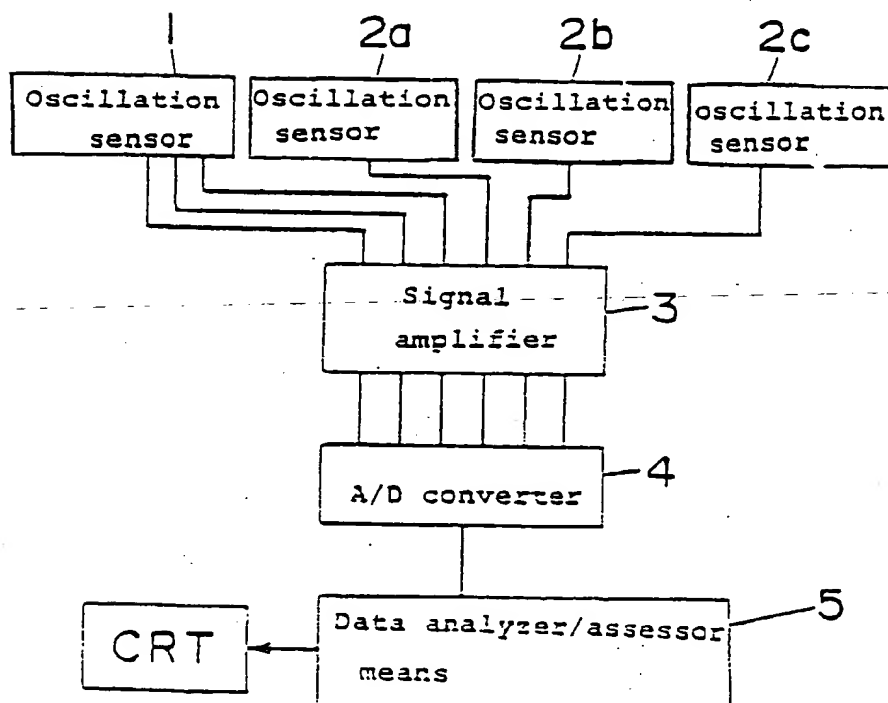 1
2a
2b
2c
Oscillation
sensor
Oscillation
sensor
Oscillation
sensor
oscillation
sensor
Signal
amplifier
3
A/D converter
4
Data analyzer/assessor
means
5
CRT